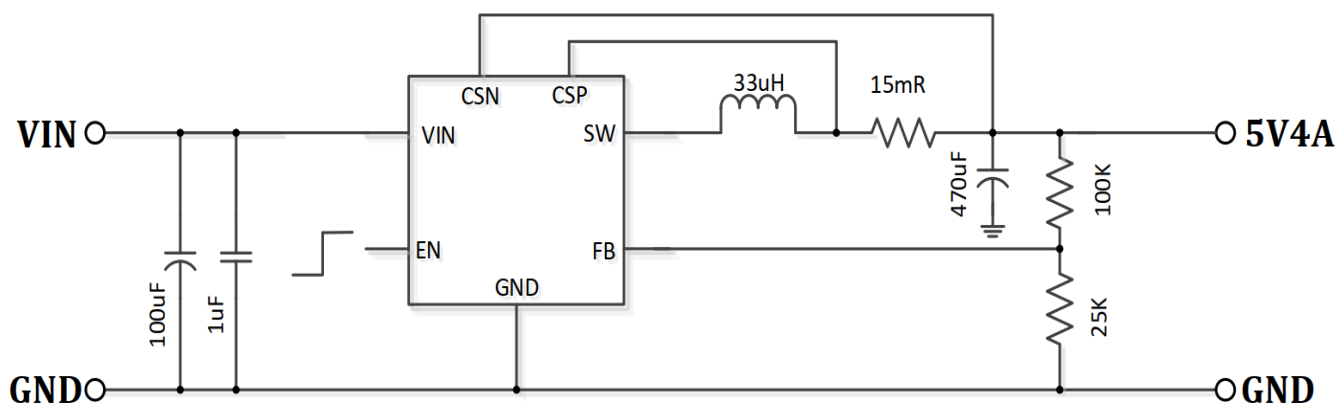 CSN
CSP
33uH
15mR
VIN
VIN
SW
5V4A
470uF
100K
EN
FB
GND
100uF
1uF
25K
GND
GND